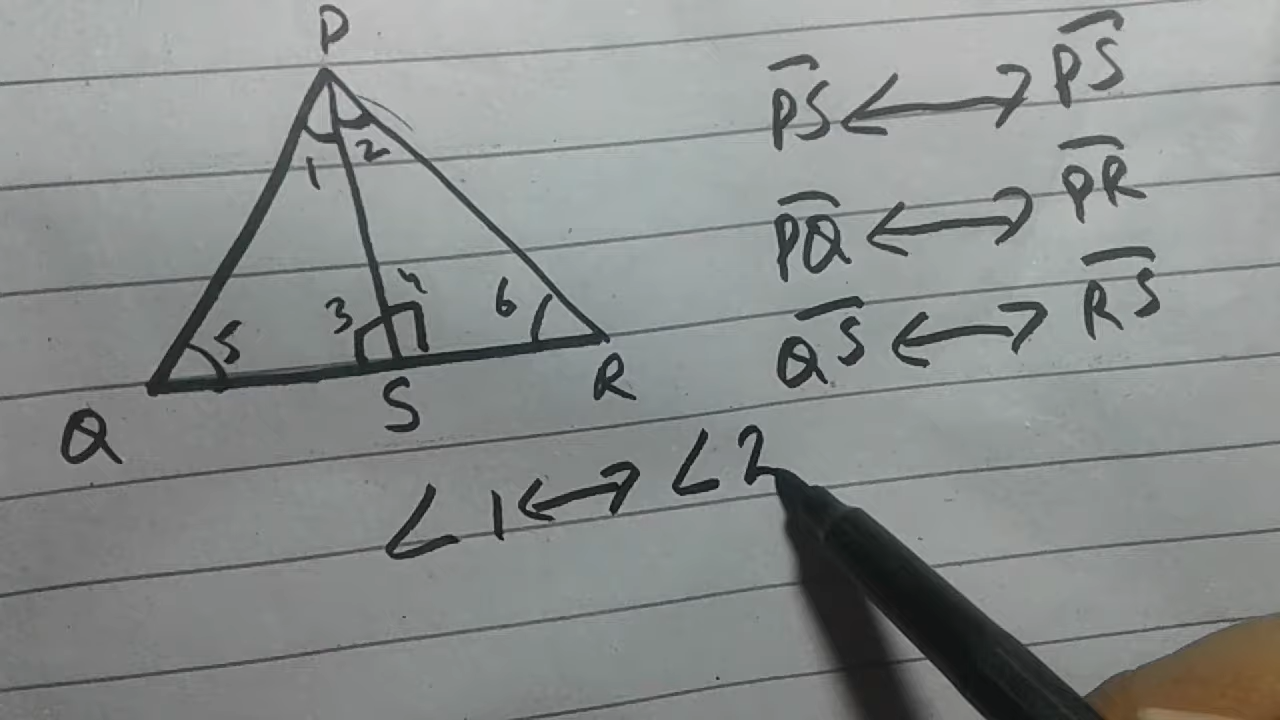 P
1 2
3 4
5 6
Q S R
PS ↔ PS
PQ ↔ PR
QS ↔ RS
∠1 ↔ ∠2